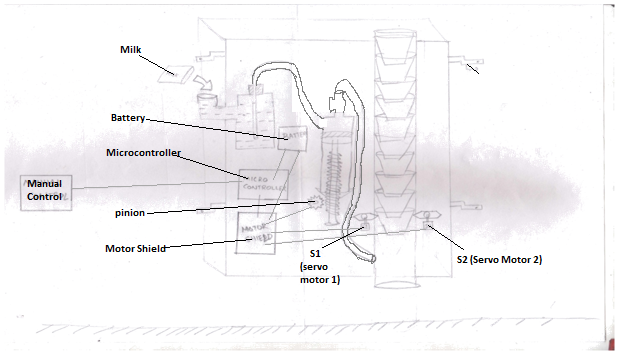 Milk
Battery
BATTERY
Microcontroller
MICRO
CONTROLLER
Manual
Control
pinion
MOTOR
SHIELD
Motor Shield
S1
(servo
motor 1)
S2 (Servo Motor 2)